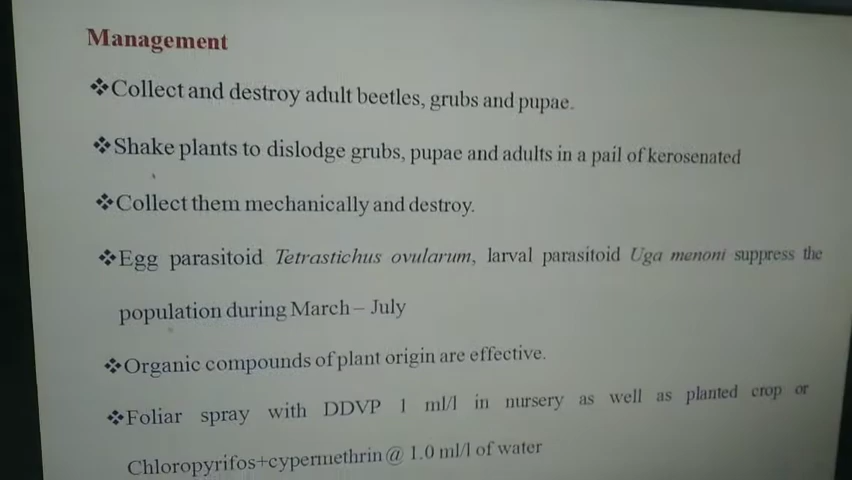 Management
❖Collect and destroy adult beetles, grubs and pupae.
❖Shake plants to dislodge grubs, pupae and adults in a pail of kerosenated
❖Collect them mechanically and destroy.
❖Egg parasitoid Tetrastichus ovularum, larval parasitoid Uga menoni suppress the
population during March – July
❖Organic compounds of plant origin are effective.
❖Foliar spray with DDVP 1 ml/l in nursery as well as planted crop or
Chloropyrifos+cypermethrin@ 1.0 ml/l of water